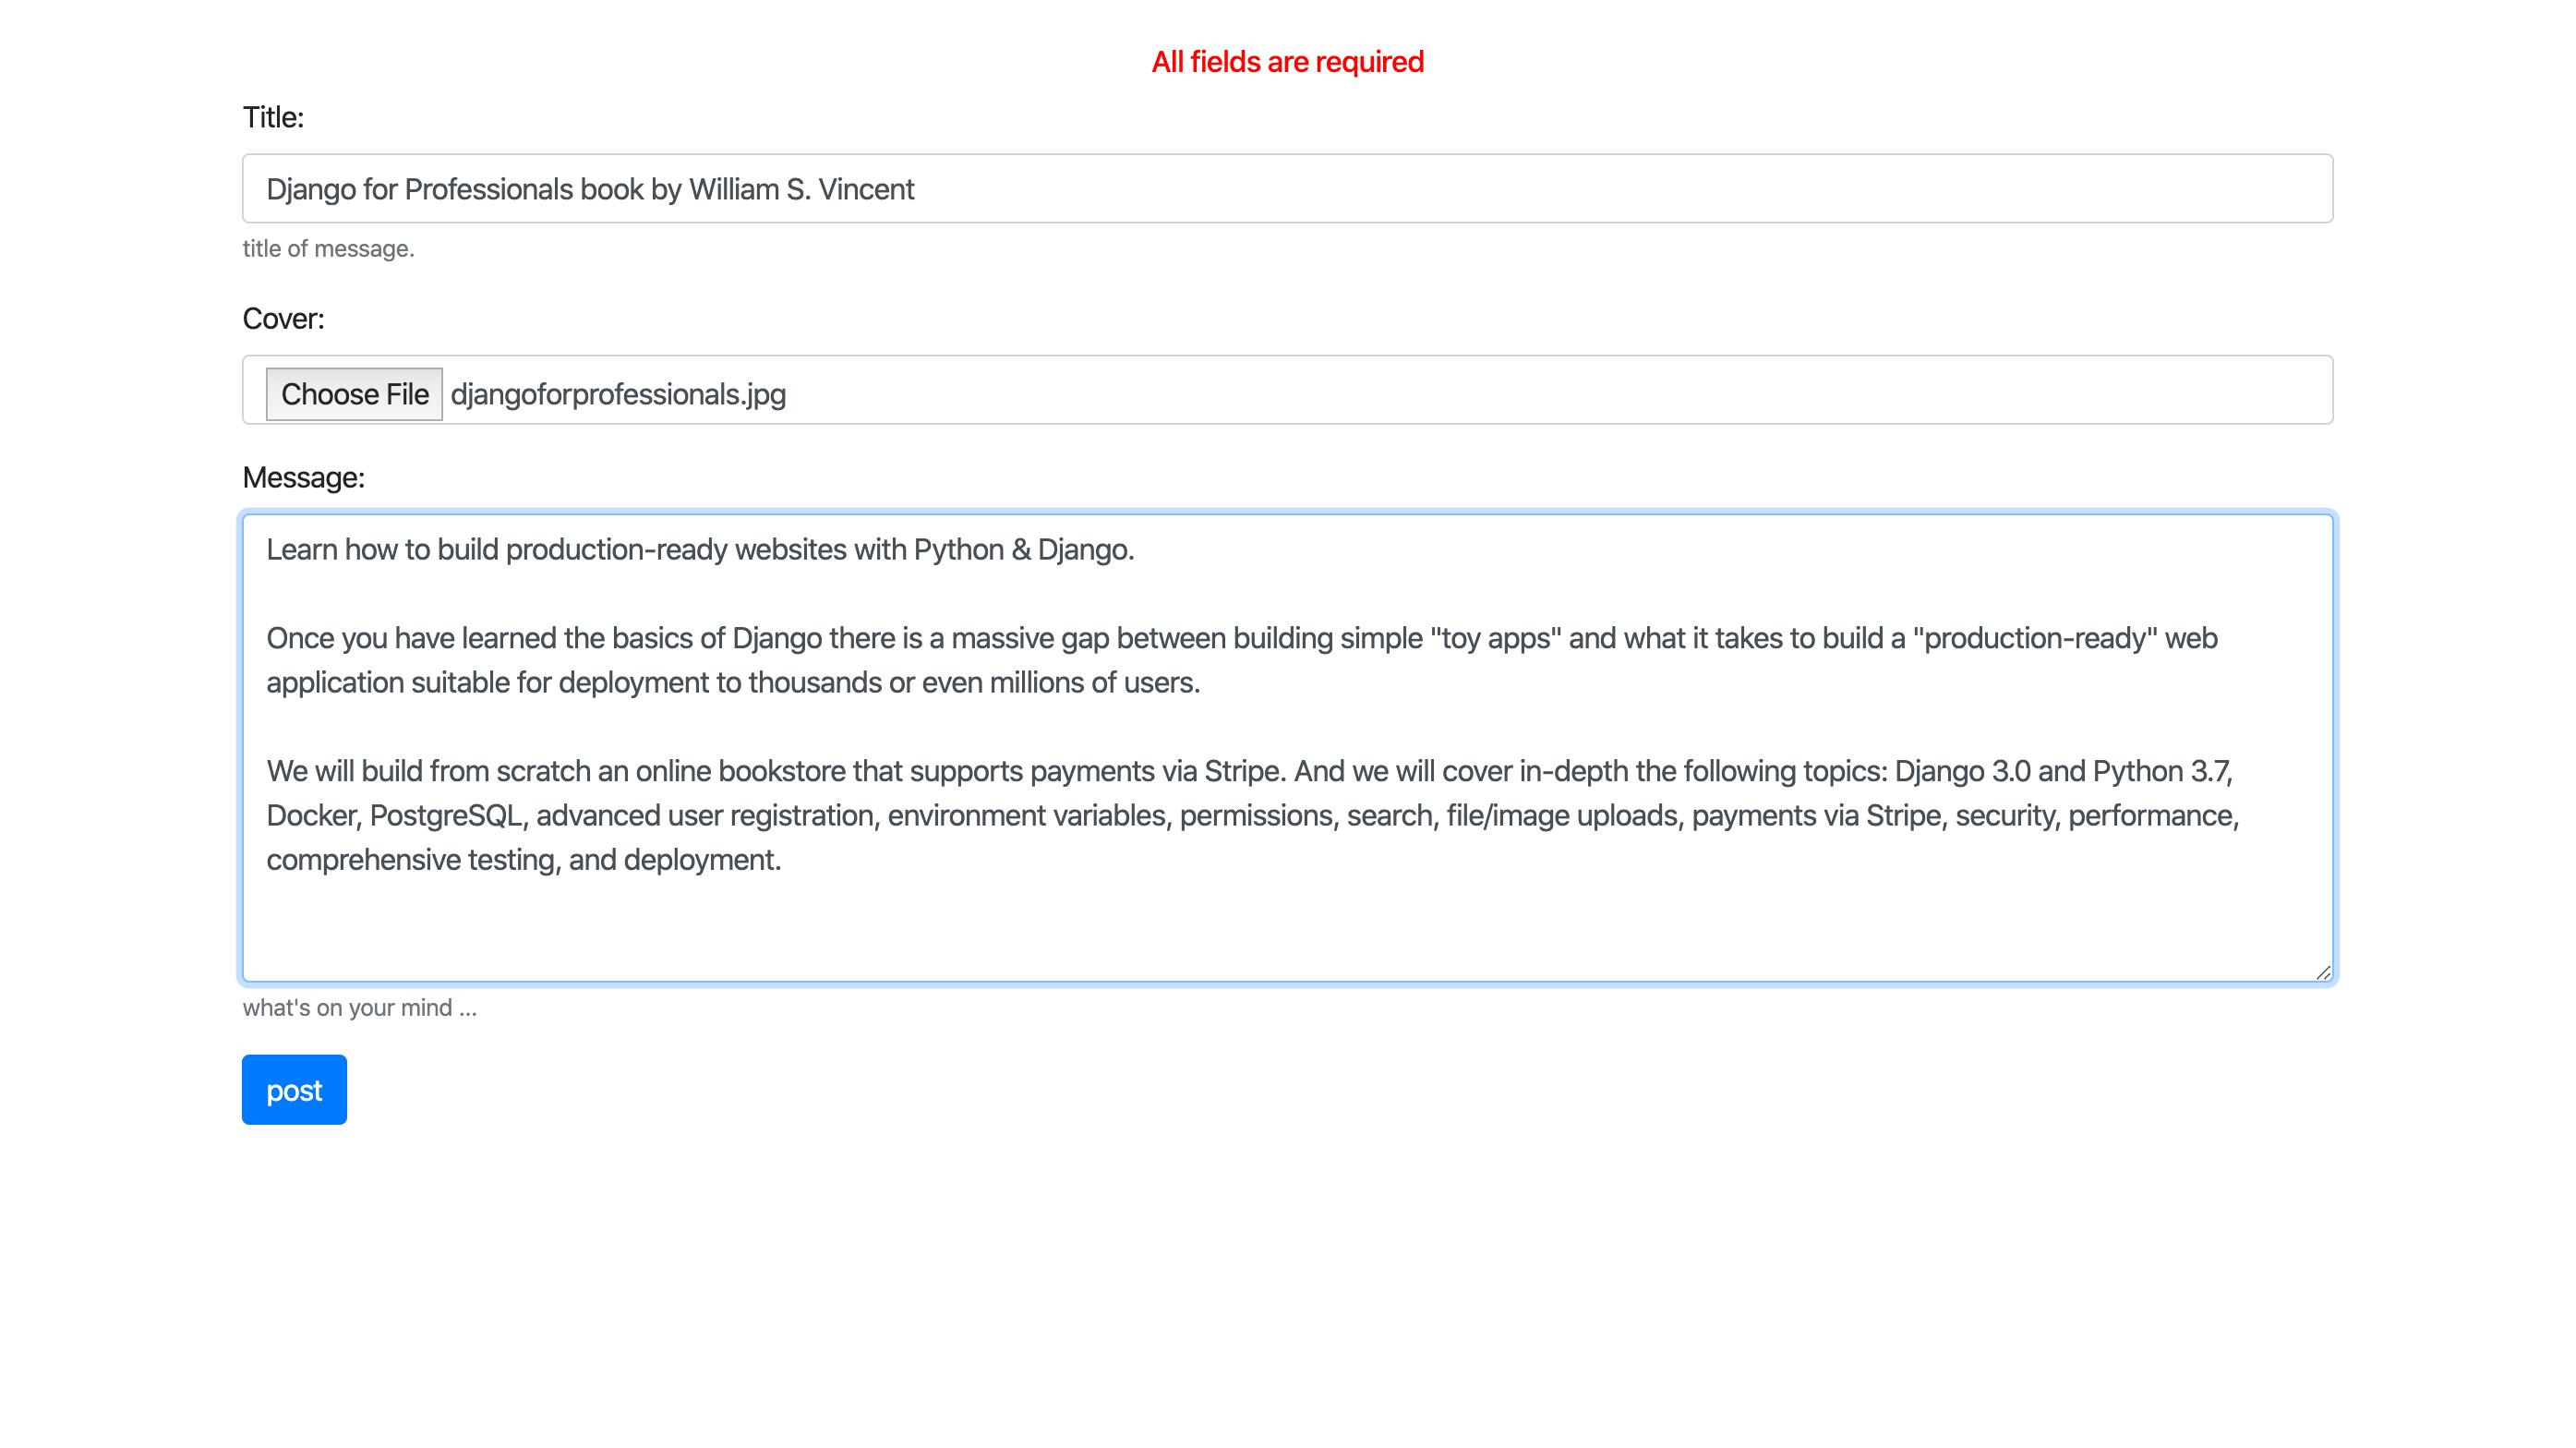 All fields are required
Title:
Django for Professionals book by William S. Vincent
title of message.
Cover:
Choose File djangoforprofessionals.jpg
Message:
Learn how to build production-ready websites with Python & Django.
Once you have learned the basics of Django there is a massive gap between building simple "toy apps" and what it takes to build a "production-ready" web
application suitable for deployment to thousands or even millions of users.
We will build from scratch an online bookstore that supports payments via Stripe. And we will cover in-depth the following topics: Django 3.0 and Python 3.7,
Docker, PostgreSQL, advanced user registration, environment variables, permissions, search, file/image uploads, payments via Stripe, security, performance,
comprehensive testing, and deployment.
what's on your mind ...
post